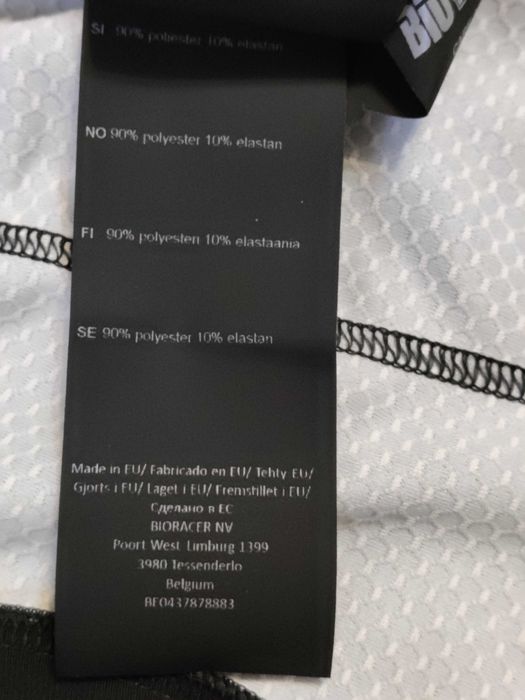 SI 90% poliester 10% elastan
BIO
NO 90% polyester 10% elastan
FI 90% polyesteri 10% elastaania
SE 90% polyester 10% elastan
Made in EU/ Fabricado en EU/ Tehty EU/
Gjorts i EU/ Laget i EU/ Fremstillet i EU/
Сделано в ЕС
BIORACER NV
Poort West Limburg 1399
3980 Tessenderlo
Belgium
BE0437878883